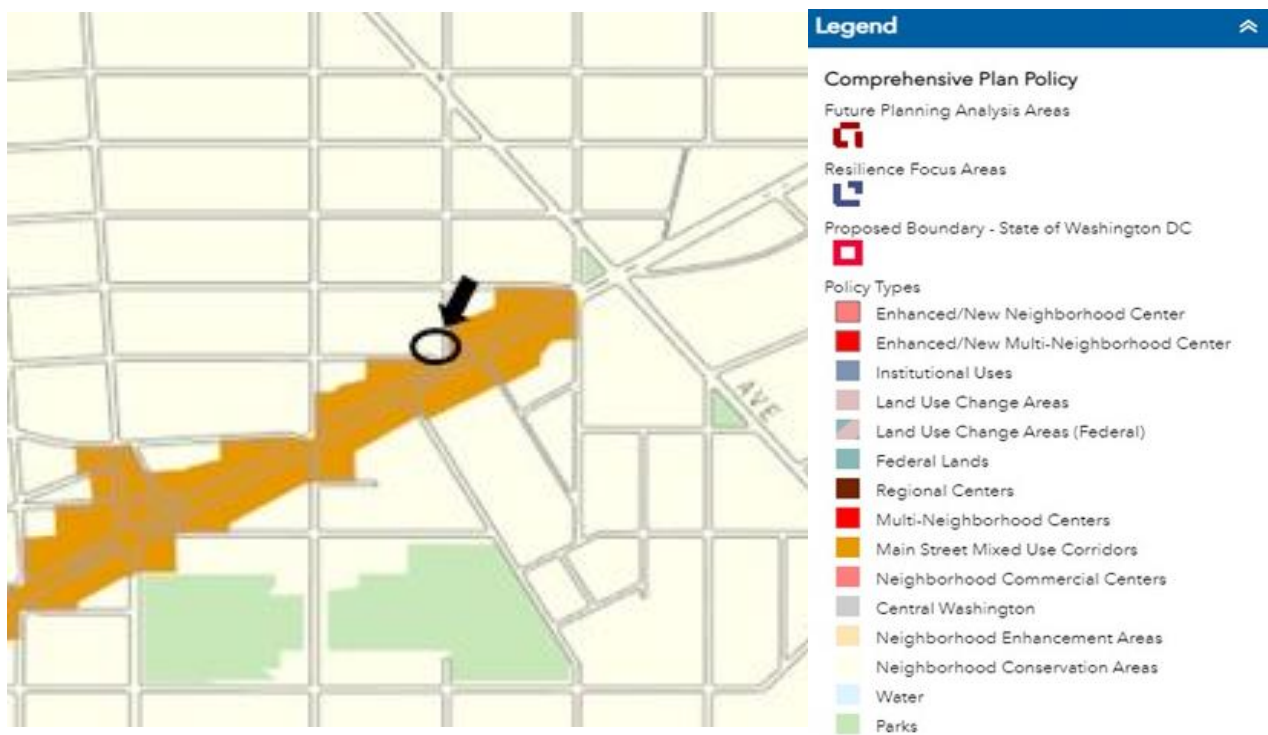 AVE
Legend
Comprehensive Plan Policy
Future Planning Analysis Areas
Resilience Focus Areas
Proposed Boundary - State of Washington DC
Policy Types
Enhanced/New Neighborhood Center
Enhanced/New Multi-Neighborhood Center
Institutional Uses
Land Use Change Areas
Land Use Change Areas (Federal)
Federal Lands
Regional Centers
Multi-Neighborhood Centers
Main Street Mixed Use Corridors
Neighborhood Commercial Centers
Central Washington
Neighborhood Enhancement Areas
Neighborhood Conservation Areas
Water
Parks